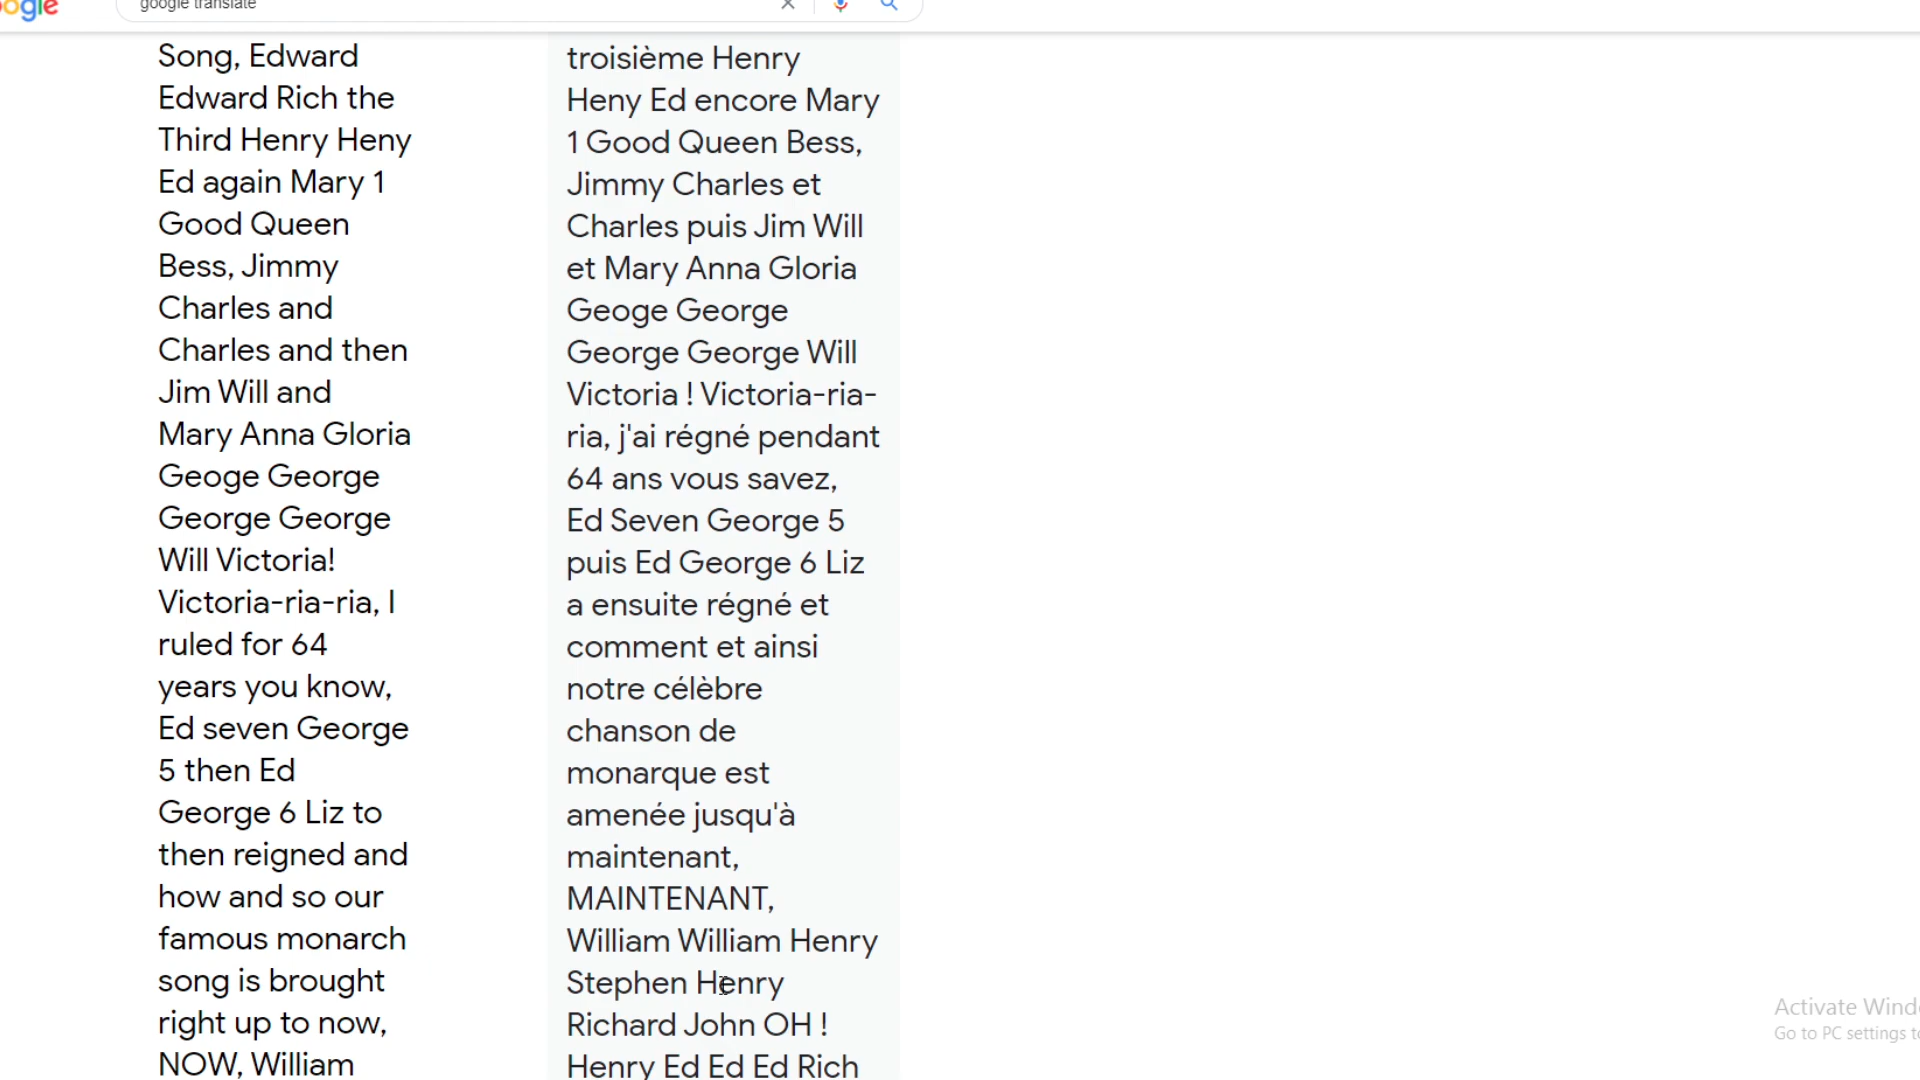 google translate
Song, Edward
Edward Rich the
Third Henry Heny
Ed again Mary 1
Good Queen
Bess, Jimmy
Charles and
Charles and then
Jim Will and
Mary Anna Gloria
Geoge George
George George
Will Victoria!
Victoria-ria-ria, I
ruled for 64
years you know,
Ed seven George
5 then Ed
George 6 Liz to
then reigned and
how and so our
famous monarch
song is brought
right up to now,
NOW, William
troisième Henry
Heny Ed encore Mary
1 Good Queen Bess,
Jimmy Charles et
Charles puis Jim Will
et Mary Anna Gloria
Geoge George
George George Will
Victoria ! Victoria-ria-
ria, j'ai régné pendant
64 ans vous savez,
Ed Seven George 5
puis Ed George 6 Liz
a ensuite régné et
comment et ainsi
notre célèbre
chanson de
monarque est
amenée jusqu'à
maintenant,
MAINTENANT,
William William Henry
Stephen Henry
Richard John OH !
Henry Ed Ed Ed Rich
Activate Wind
Go to PC settings t